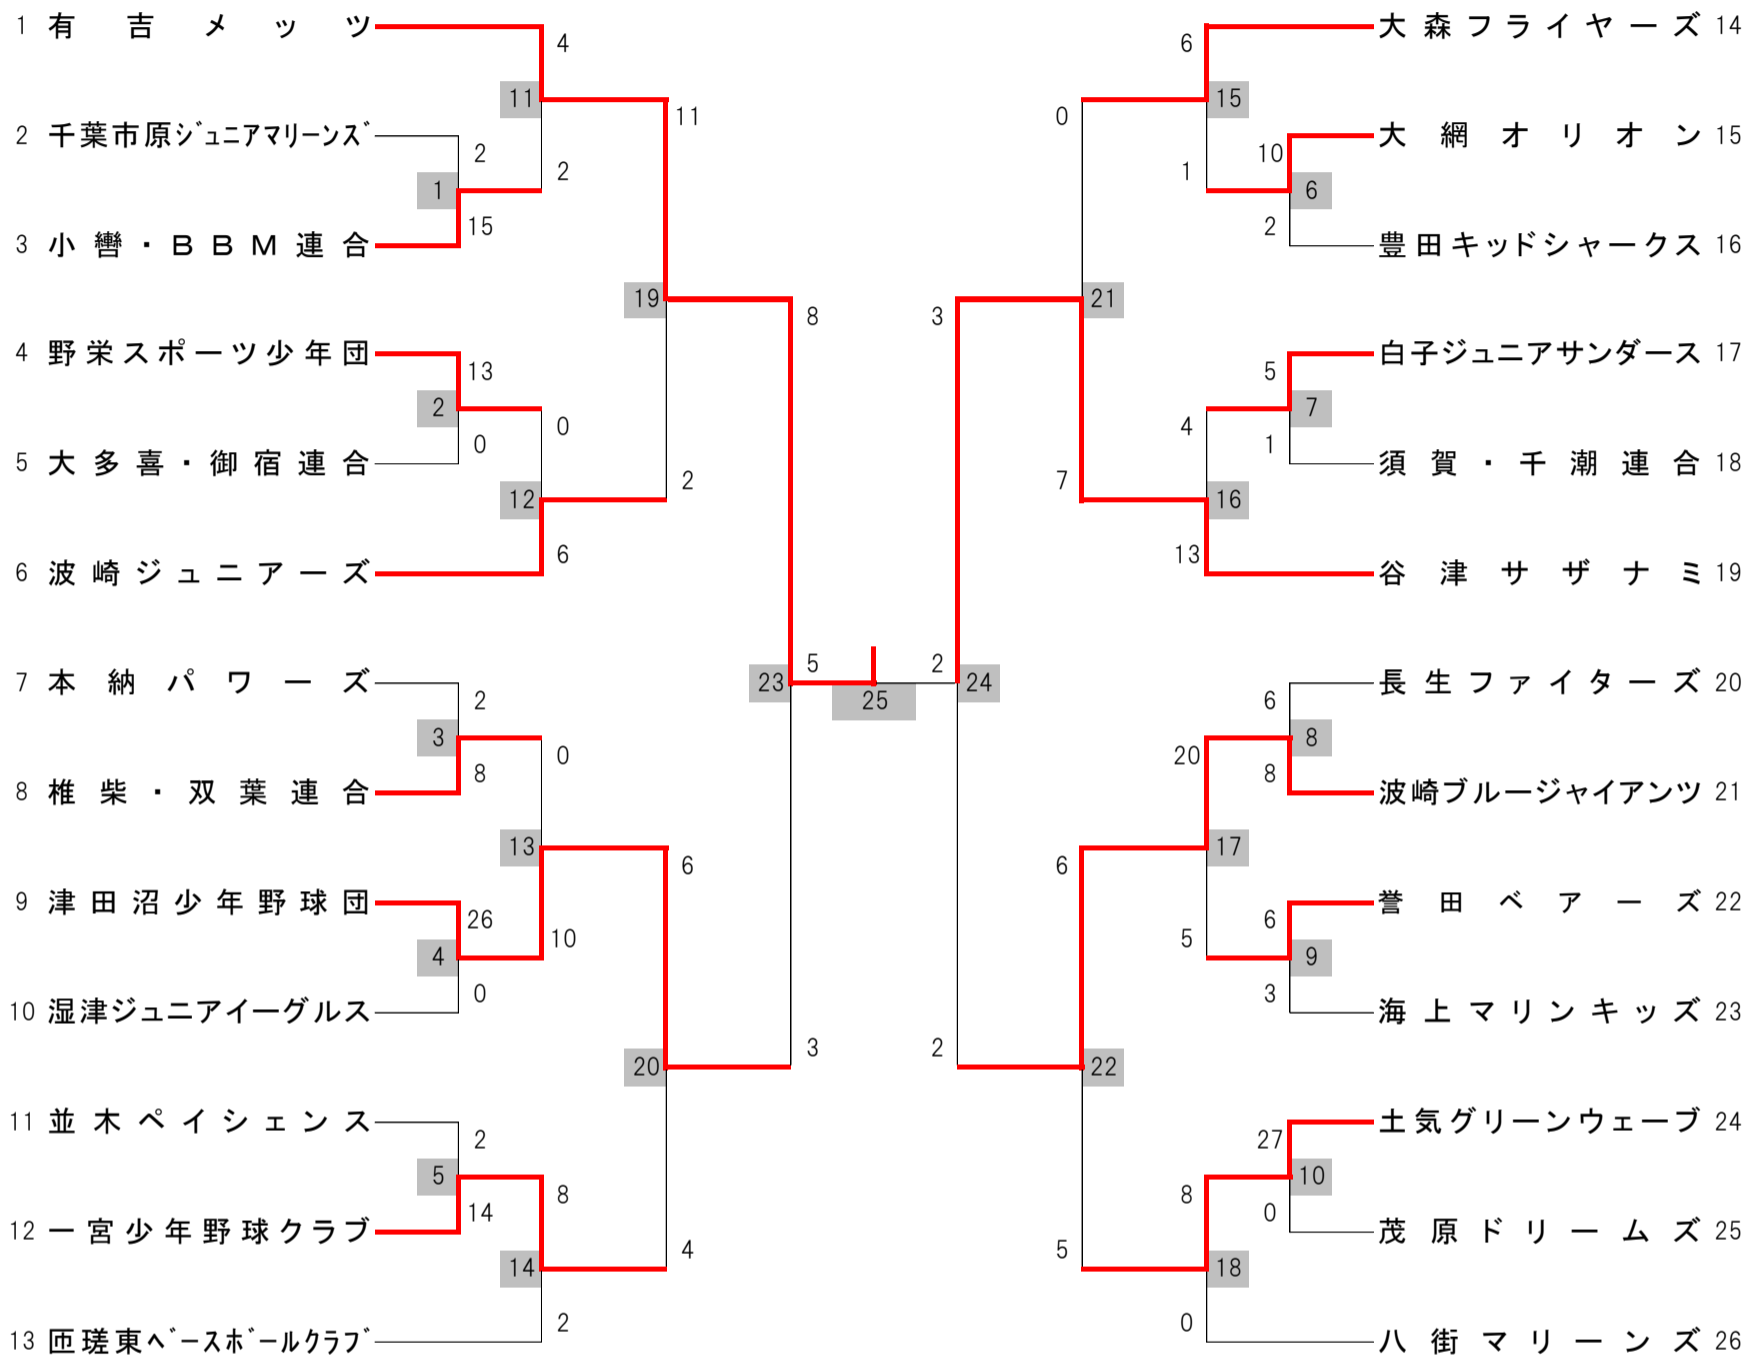 1 有吉メッツ
4
11
11
2 千葉市原ジュニアマリーンズ
2
2
1
15
3 小轡・BBM連合
19
8
4 野栄スポーツ少年団
13
2
0
0
5 大多喜・御宿連合
12
2
6
6 波崎ジュニアーズ
7 本納パワーズ
2
3
0
8
8 椎柴・双葉連合
13
6
9 津田沼少年野球団
26
10
4
0
10 湿津ジュニアイーグルス
20
3
11 並木ペイシェンス
2
5
8
14
12 一宮少年野球クラブ
14
4
2
13 匝瑳東ベースボールクラブ
23
5
25
2
24
大森フライヤーズ 14
6
15
0
大網オリオン 15
10
1
6
2
豊田キッドシャークス 16
21
3
白子ジュニアサンダース 17
5
7
4
1
須賀・千潮連合 18
7
16
13
谷津サザナミ 19
長生ファイターズ 20
6
8
20
8
波崎ブルージャイアンツ 21
17
6
誉田ベアーズ 22
6
5
9
3
海上マリンキッズ 23
2
22
土気グリーンウェーブ 24
27
10
8
0
茂原ドリームズ 25
5
18
0
八街マリーンズ 26